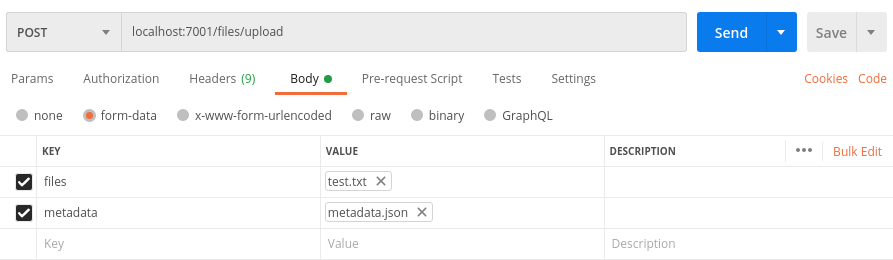 POST localhost:7001/files/upload Send Save
Params Authorization Headers (9) Body Pre-request Script Tests Settings Cookies Code
none form-data x-www-form-urlencoded raw binary GraphQL
KEY VALUE DESCRIPTION Bulk Edit
files test.txt
metadata metadata.json
Key Value Description